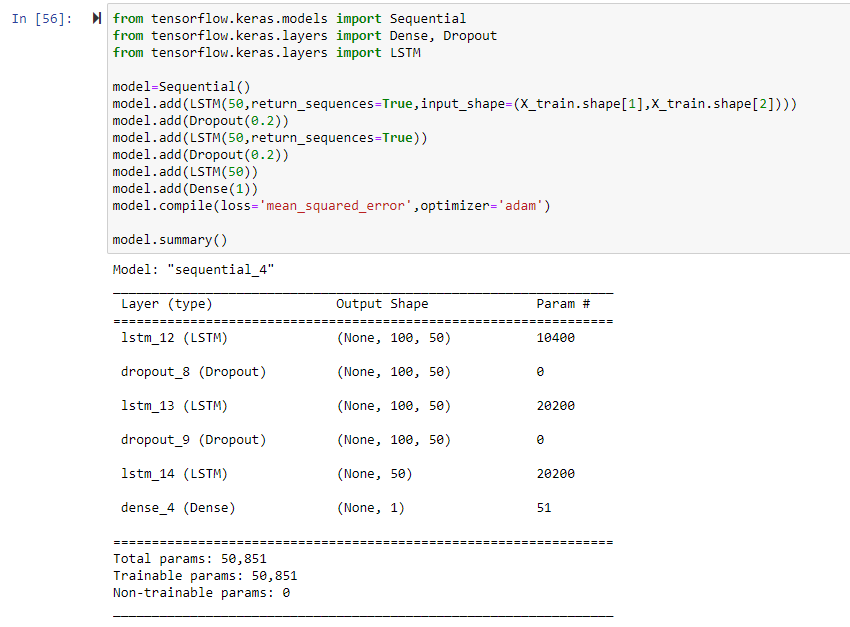 In [56]:
from tensorflow.keras.models import Sequential
from tensorflow.keras.layers import Dense, Dropout
from tensorflow.keras.layers import LSTM

model=Sequential()
model.add(LSTM(50,return_sequences=True,input_shape=(X_train.shape[1],X_train.shape[2])))
model.add(Dropout(0.2))
model.add(LSTM(50,return_sequences=True))
model.add(Dropout(0.2))
model.add(LSTM(50))
model.add(Dense(1))
model.compile(loss='mean_squared_error',optimizer='adam')

model.summary()
Model: "sequential_4"
_________________________________________________________________
Layer (type) Output Shape Param #
=================================================================
lstm_12 (LSTM) (None, 100, 50) 10400
dropout_8 (Dropout) (None, 100, 50) 0
lstm_13 (LSTM) (None, 100, 50) 20200
dropout_9 (Dropout) (None, 100, 50) 0
lstm_14 (LSTM) (None, 50) 20200
dense_4 (Dense) (None, 1) 51
=================================================================
Total params: 50,851
Trainable params: 50,851
Non-trainable params: 0
_________________________________________________________________